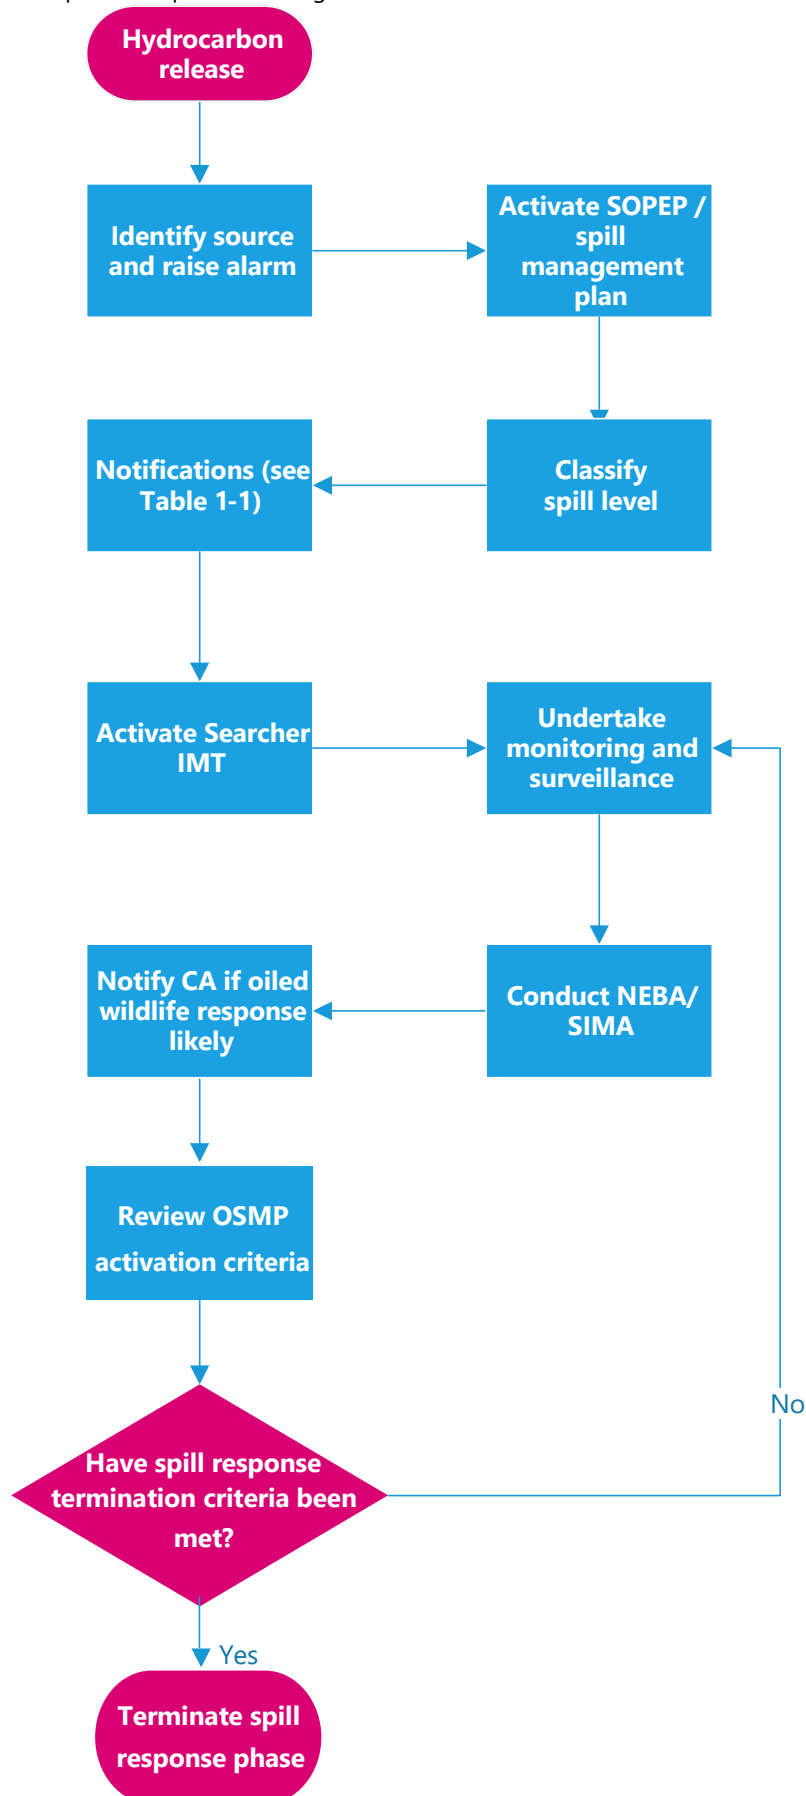 Hydrocarbon
release
Identify source
and raise alarm
Activate SOPEP /
spill
management
plan
Classify
spill level
Notifications (see
Table 1-1)
Activate Searcher
IMT
Undertake
monitoring and
surveillance
Conduct NEBA/
SIMA
Notify CA if oiled
wildlife response
likely
Review OSMP
activation criteria
Have spill response
termination criteria been
met?
No
Yes
Terminate spill
response phase